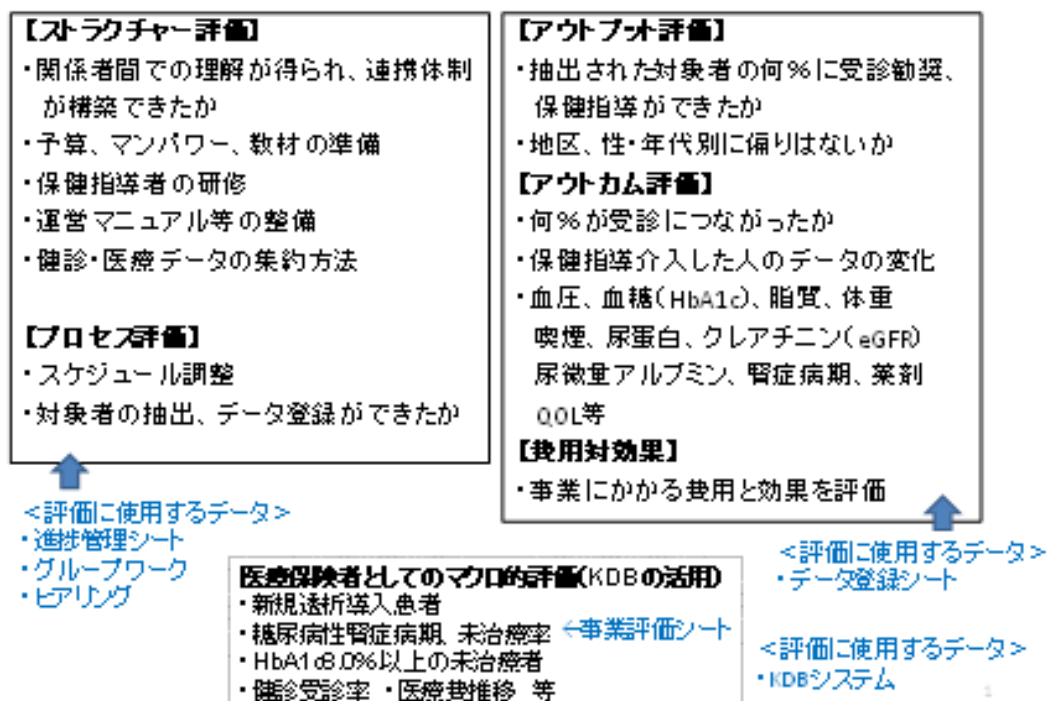 【ストラクチャー評価】
・関係者間での理解が得られ、連携体制
が構築できたか
・予算、マンパワー、教材の準備
・保健指導者の研修
・運営マニュアル等の整備
・健診・医療データの集約方法
【プロセス評価】
・スケジュール調整
・対象者の抽出、データ登録ができたか
<評価に使用するデータ>
・進捗管理シート
・グループワーク
・ヒアリング
【アウトプット評価】
・抽出された対象者の何%に受診勧奨、
保健指導ができたか
・地区、性・年代別に偏りはないか
【アウトカム評価】
・何%が受診につながったか
・保健指導介入した人のデータの変化
・血圧、血糖(HbA1c)、脂質、体重
喫煙、尿蛋白、クレアチニン(eGFR)
尿微量アルブミン、腎症病期、薬剤
QOL等
【費用対効果】
・事業にかかる費用と効果を評価
<評価に使用するデータ>
・データ登録シート
医療保険者としてのマクロ的評価(KDBの活用)
・新規透析導入患者
・糖尿病性腎症病期、未治療率 ←事業評価シート
・HbA1c8.0%以上の未治療者
・健診受診率 ・医療費推移 等
<評価に使用するデータ>
・KDBシステム
1